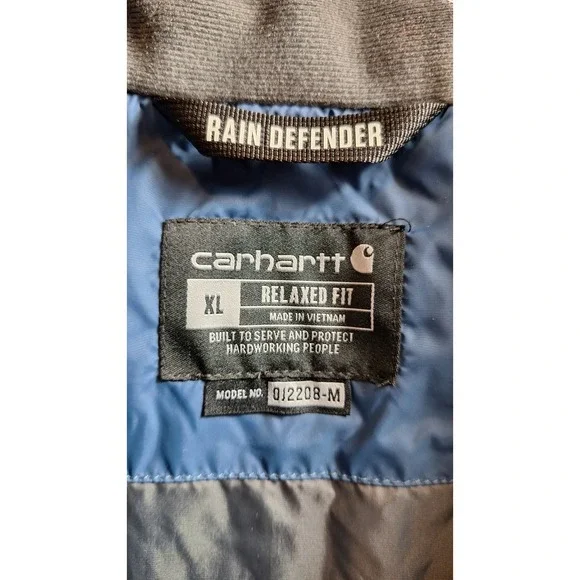 RAIN DEFENDER
carhartt
XL
RELAXED FIT
MADE IN VIETNAM
BUILT TO SERVE AND PROTECT
HARDWORKING PEOPLE
MODEL NO. OJ2208-M